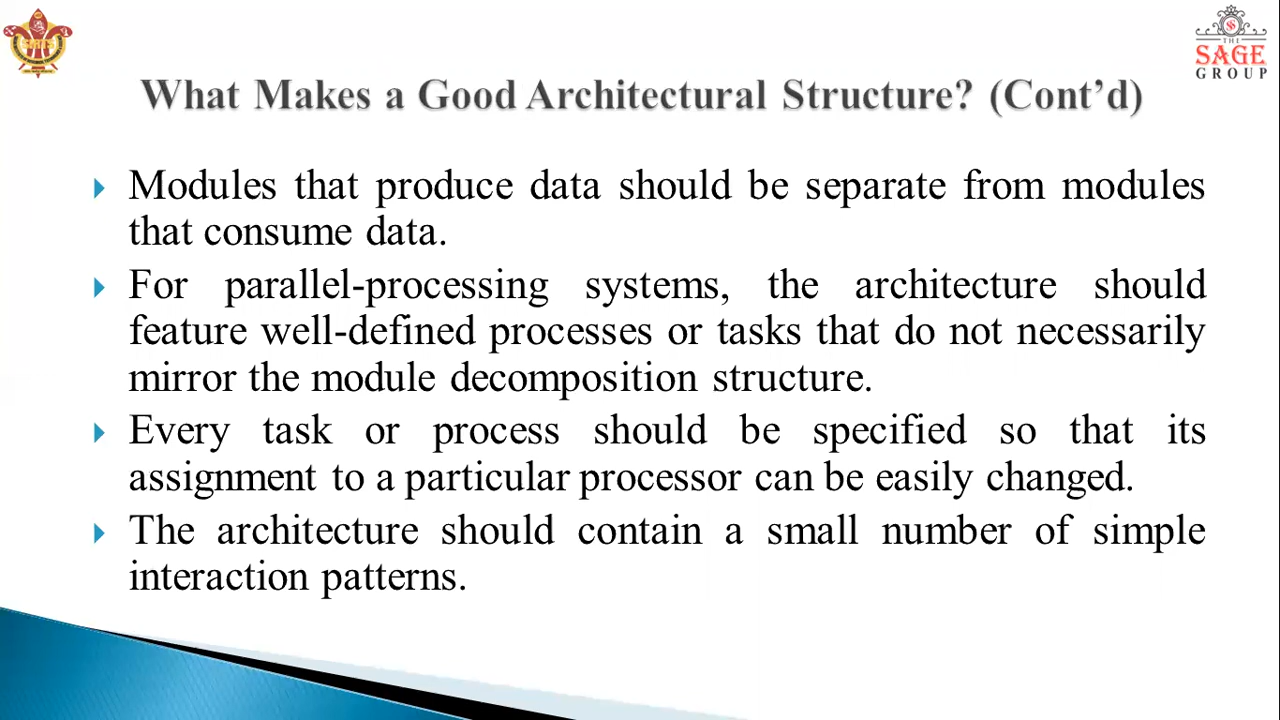 THE
SAGE
GROUP
What Makes a Good Architectural Structure? (Cont’d)
Modules that produce data should be separate from modules
that consume data.
For parallel-processing systems, the architecture should
feature well-defined processes or tasks that do not necessarily
mirror the module decomposition structure.
Every task or process should be specified so that its
assignment to a particular processor can be easily changed.
The architecture should contain a small number of simple
interaction patterns.